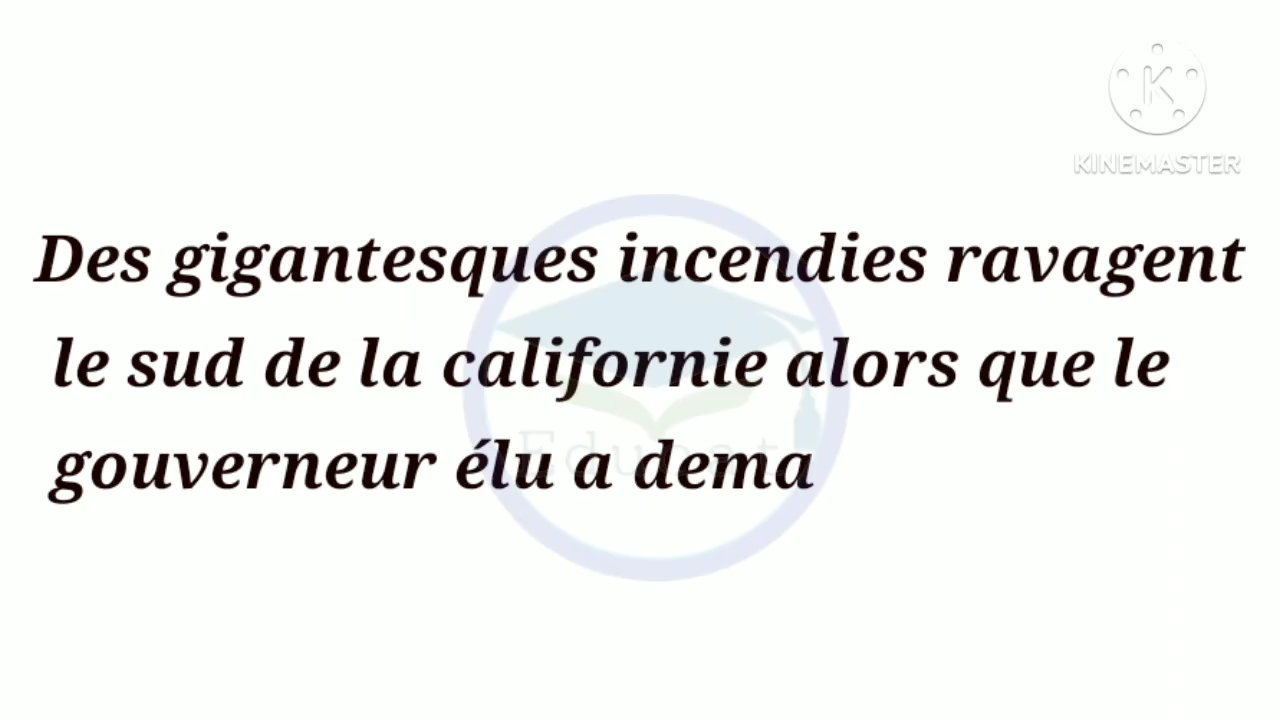 K
KINEMASTER
Des gigantesques incendies ravagent
le sud de la californie alors que le
gouverneur élu a dema